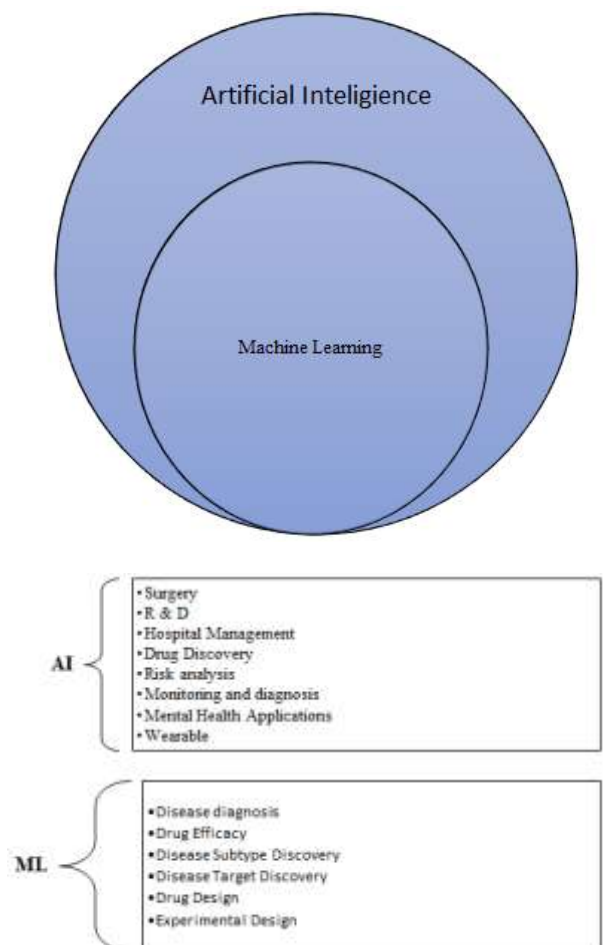 Artificial Inteligience
Machine Learning
AI
• Surgery
• R & D
• Hospital Management
• Drug Discovery
• Risk analysis
• Monitoring and diagnosis
• Mental Health Applications
• Wearable
ML
• Disease diagnosis
• Drug Efficacy
• Disease Subtype Discovery
• Disease Target Discovery
• Drug Design
• Experimental Design